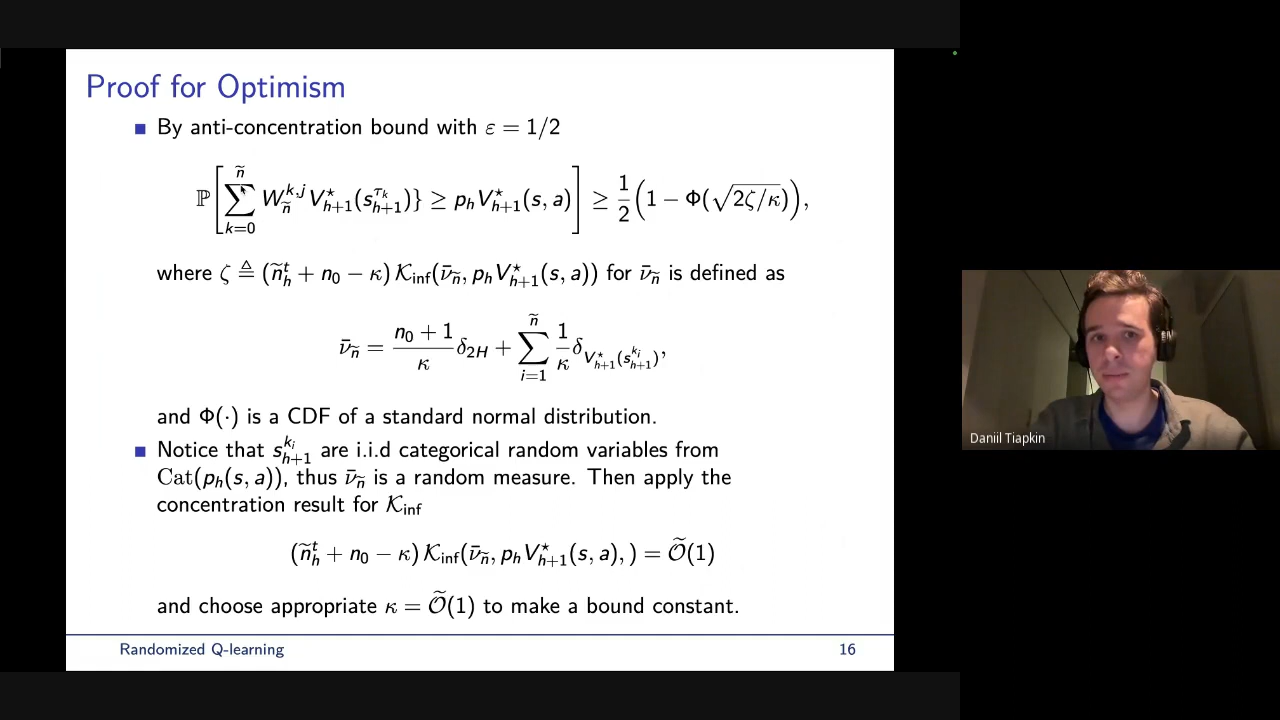 Proof for Optimism
■ By anti-concentration bound with ε = 1/2
ℙ[∑_{k=0}^{ñ} W_{ñ}^{k,j} V_{h+1}^⋆(s_{h+1}^{τ_k})} ≥ p_h V_{h+1}^⋆(s, a)] ≥ 1/2 (1 − Φ(√(2ζ/κ))),
where ζ ≜ (ñ_h^t + n_0 − κ) 𝒦_inf(ν̄_ñ, p_h V_{h+1}^⋆(s, a)) for ν̄_ñ is defined as
ν̄_ñ = (n_0 + 1)/κ δ_{2H} + ∑_{i=1}^{ñ} 1/κ δ_{V_{h+1}^⋆(s_{h+1}^{k_i})},
and Φ(·) is a CDF of a standard normal distribution.
■ Notice that s_{h+1}^{k_i} are i.i.d categorical random variables from
Cat(p_h(s, a)), thus ν̄_ñ is a random measure. Then apply the
concentration result for 𝒦_inf
(ñ_h^t + n_0 − κ) 𝒦_inf(ν̄_ñ, p_h V_{h+1}^⋆(s, a), ) = Õ(1)
and choose appropriate κ = Õ(1) to make a bound constant.
Randomized Q-learning 16
Daniil Tiapkin